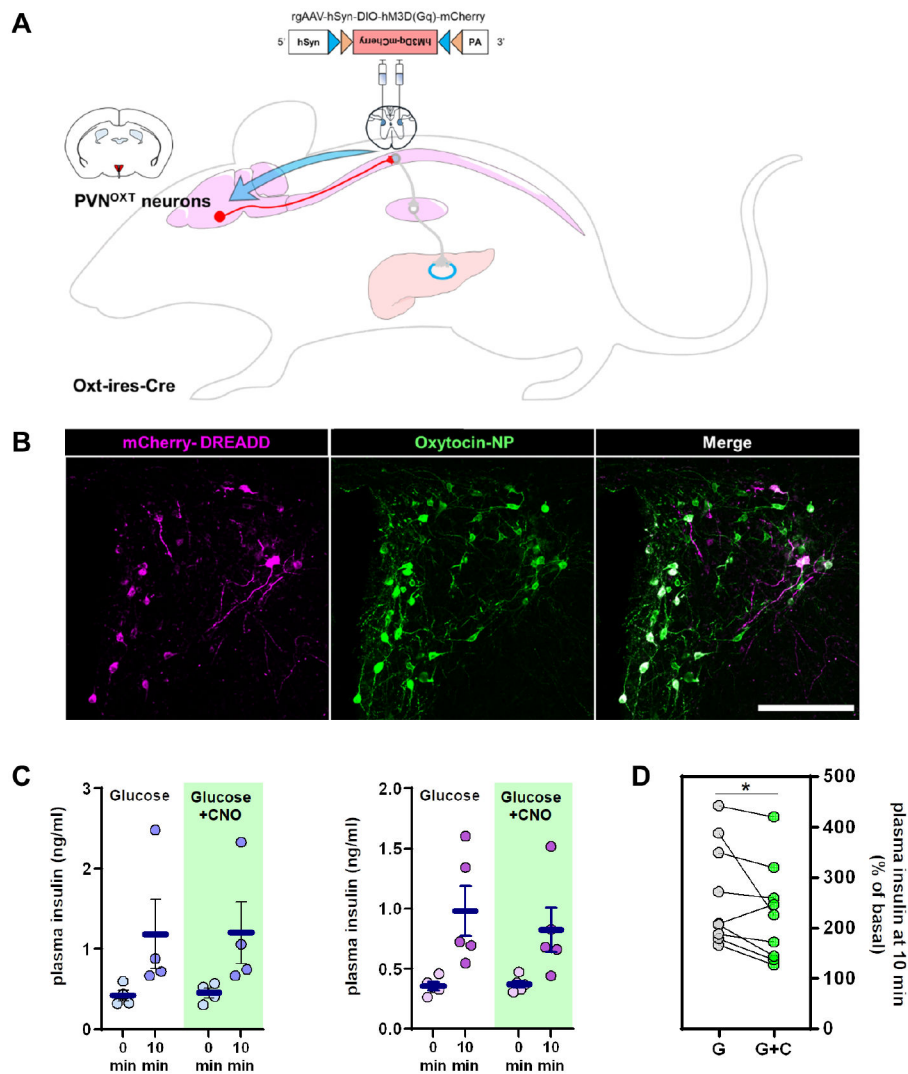 A
rgAAV-hSyn-DIO-hM3D(Gq)-mCherry
5´ hSyn hM3Dq-mCherry PA 3´
PVNOXT neurons
Oxt-ires-Cre
B
mCherry-DREADD Oxytocin-NP Merge
C
plasma insulin (ng/ml)
3
2
1
0
Glucose
Glucose
+CNO
0 10 0 10
min min min min
plasma insulin (ng/ml)
2.0
1.5
1.0
0.5
0.0
Glucose
Glucose
+CNO
0 10 0 10
min min min min
D
*
500
400
300
200
100
0
plasma insulin at 10 min
(% of basal)
G G+C